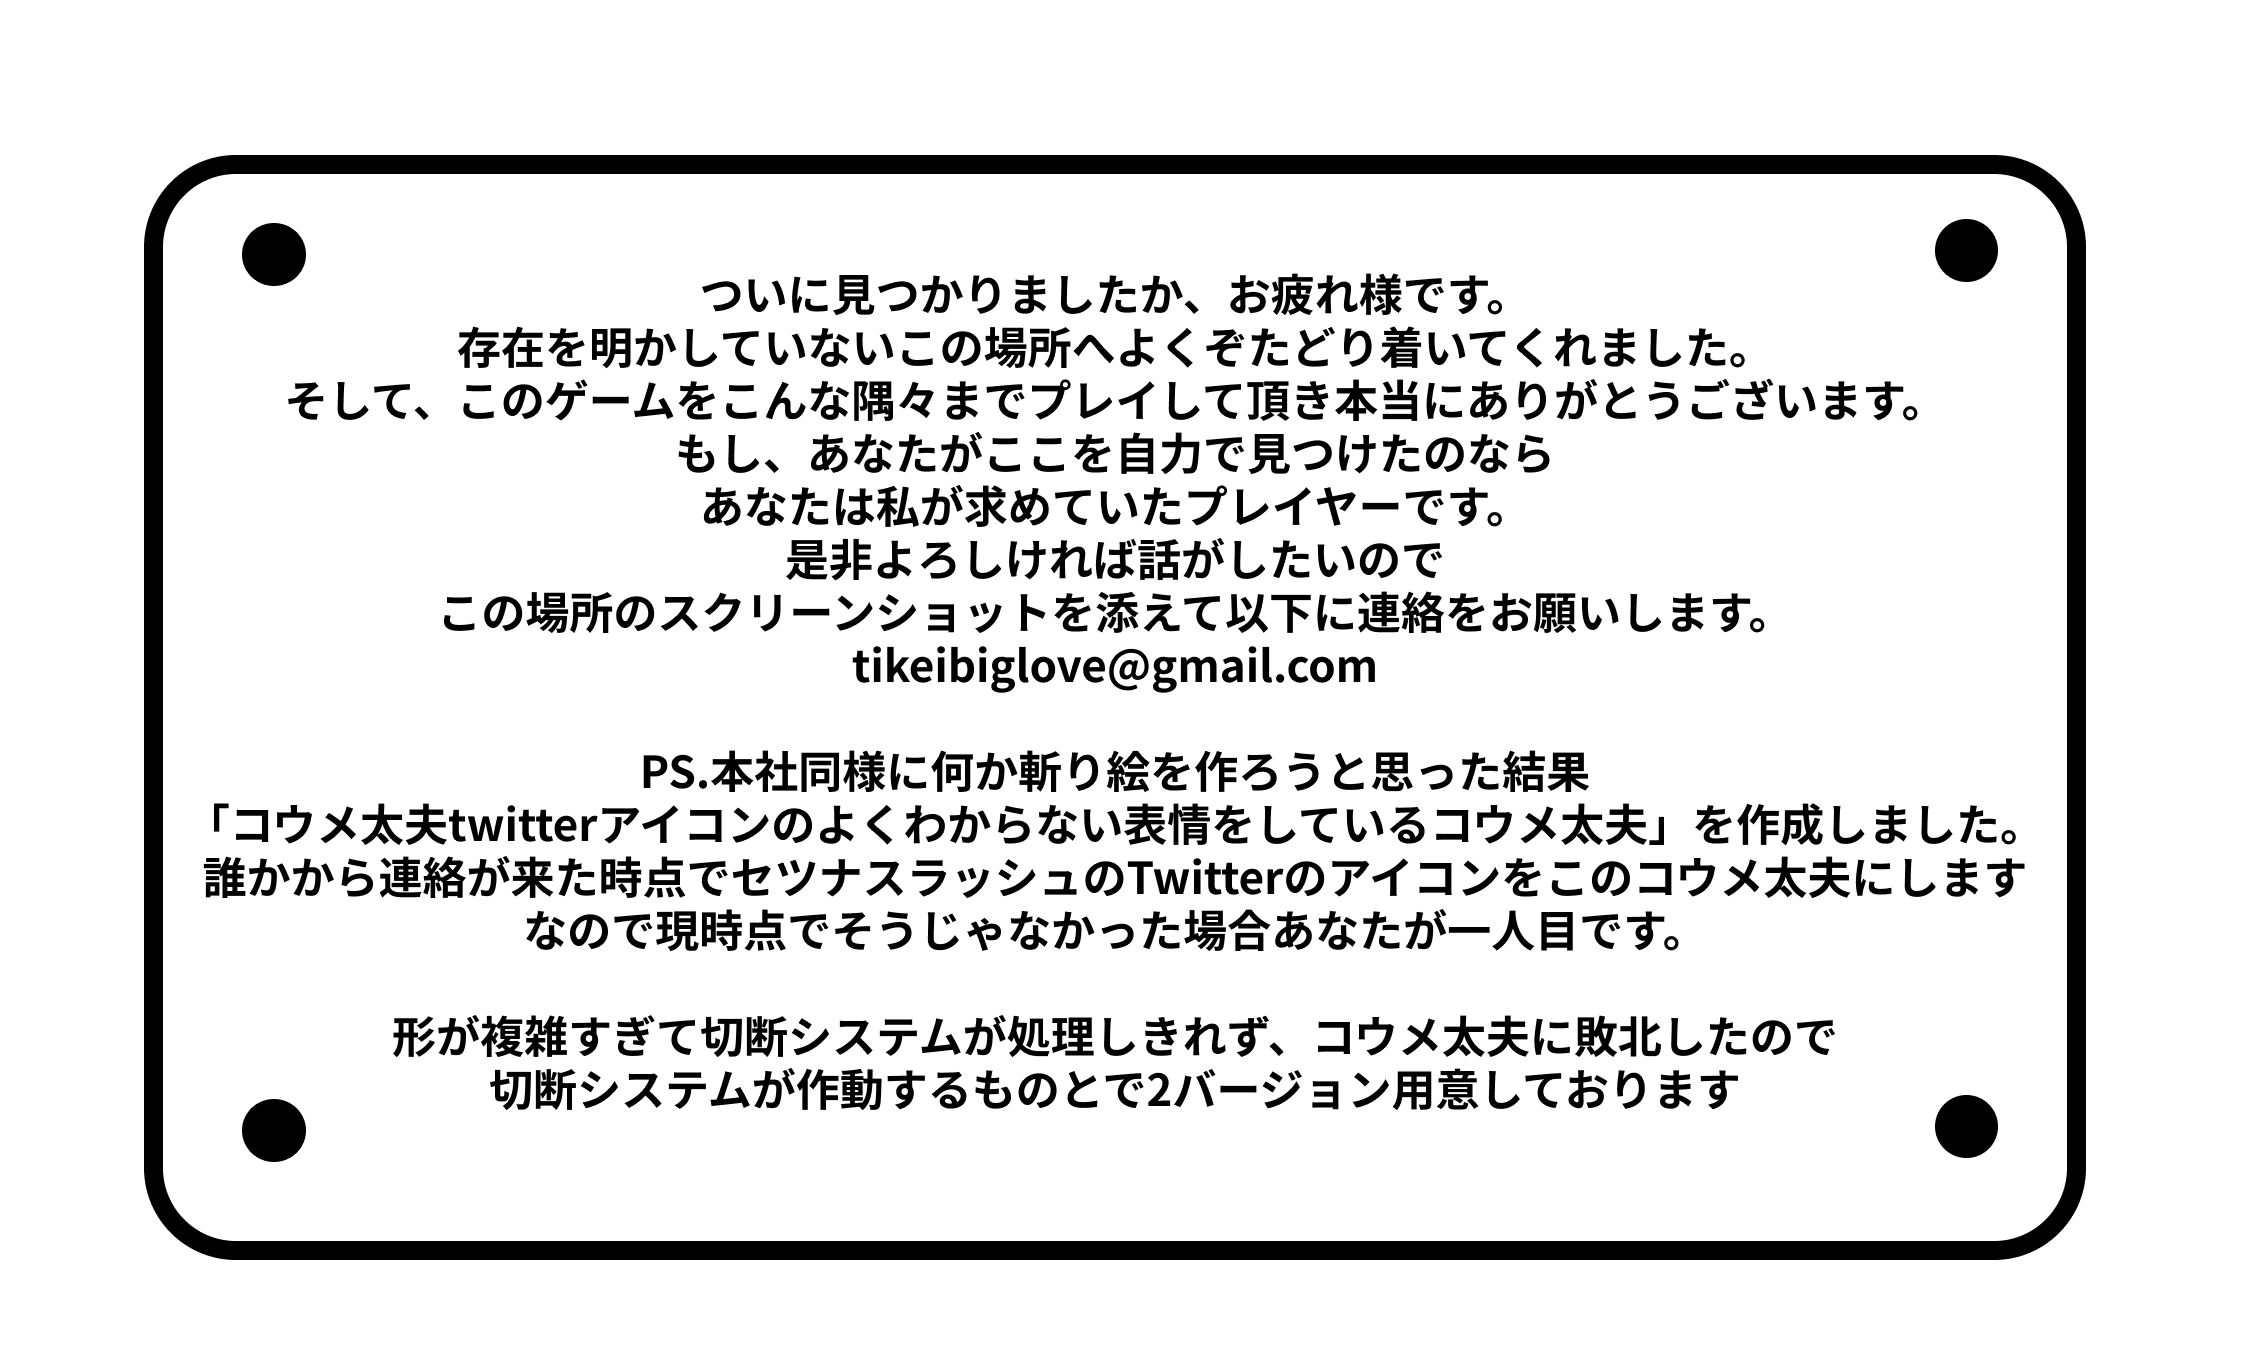 ついに見つかりましたか、お疲れ様です。
存在を明かしていないこの場所へよくぞたどり着いてくれました。
そして、このゲームをこんな隅々までプレイして頂き本当にありがとうございます。
もし、あなたがここを自力で見つけたのなら
あなたは私が求めていたプレイヤーです。
是非よろしければ話がしたいので
この場所のスクリーンショットを添えて以下に連絡をお願いします。
tikeibiglove@gmail.com
PS.本社同様に何か斬り絵を作ろうと思った結果
「コウメ太夫twitterアイコンのよくわからない表情をしているコウメ太夫」を作成しました。
誰かから連絡が来た時点でセツナスラッシュのTwitterのアイコンをこのコウメ太夫にします
なので現時点でそうじゃなかった場合あなたが一人目です。
形が複雑すぎて切断システムが処理しきれず、コウメ太夫に敗北したので
切断システムが作動するものとで2バージョン用意しております